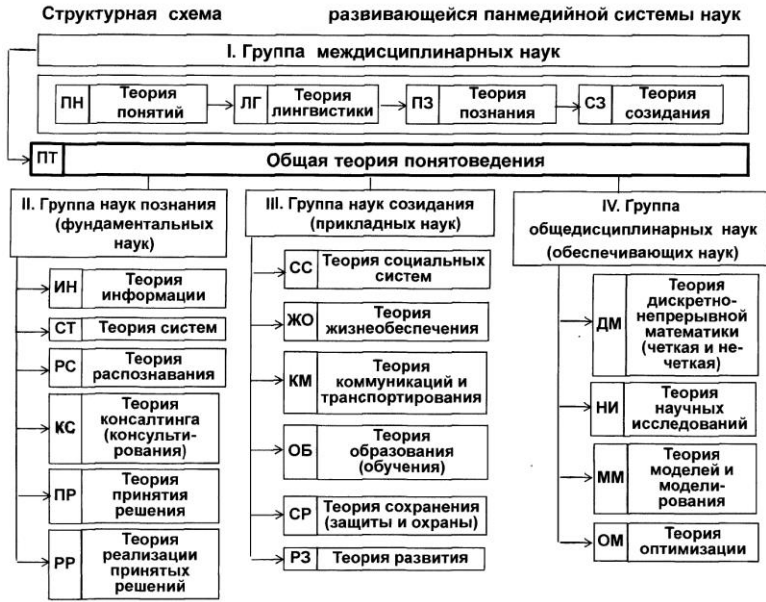 Структурная схема развивающейся панмедийной системы наук
I. Группа междисциплинарных наук
ПН
Теория
понятий
ЛГ
Теория
лингвистики
ПЗ
Теория
познания
СЗ
Теория
созидания
ПТ
Общая теория понятоведения
II. Группа наук познания
(фундаментальных
наук)
ИН
Теория
информации
СТ
Теория систем
РС
Теория
распознавания
КС
Теория
консалтинга
(консульти-
рования)
ПР
Теория
принятия
решения
РР
Теория
реализации
принятых
решений
III. Группа наук созидания
(прикладных наук)
СС
Теория социальных
систем
ЖО
Теория
жизнеобеспечения
КМ
Теория
коммуникаций и
транспортирования
ОБ
Теория
образования
(обучения)
СР
Теория сохранения
(защиты и охраны)
РЗ
Теория развития
IV. Группа
общедисциплинарных наук
(обеспечивающих наук)
ДМ
Теория
дискретно-
непрерывной
математики
(четкая и не-
четкая)
НИ
Теория
научных
исследований
ММ
Теория
моделей и
модели-
рования
ОМ
Теория
оптимизации